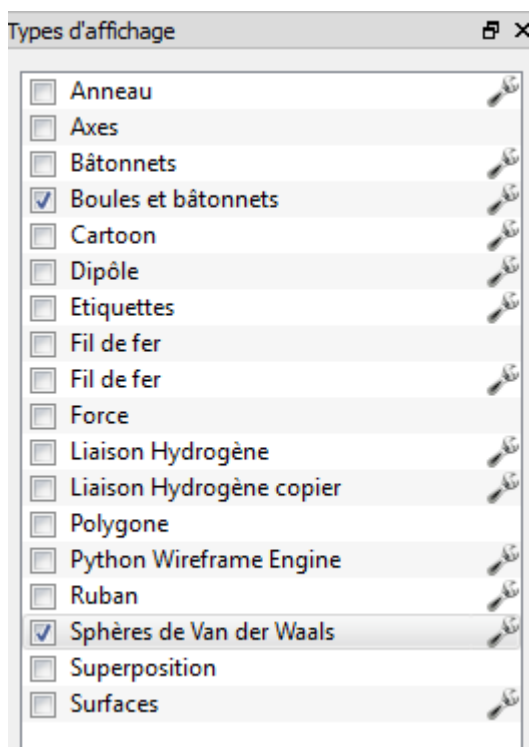 Types d'affichage
Anneau
Axes
Bâtonnets
Boules et bâtonnets
Cartoon
Dipôle
Etiquettes
Fil de fer
Fil de fer
Force
Liaison Hydrogène
Liaison Hydrogène copier
Polygone
Python Wireframe Engine
Ruban
Sphères de Van der Waals
Superposition
Surfaces